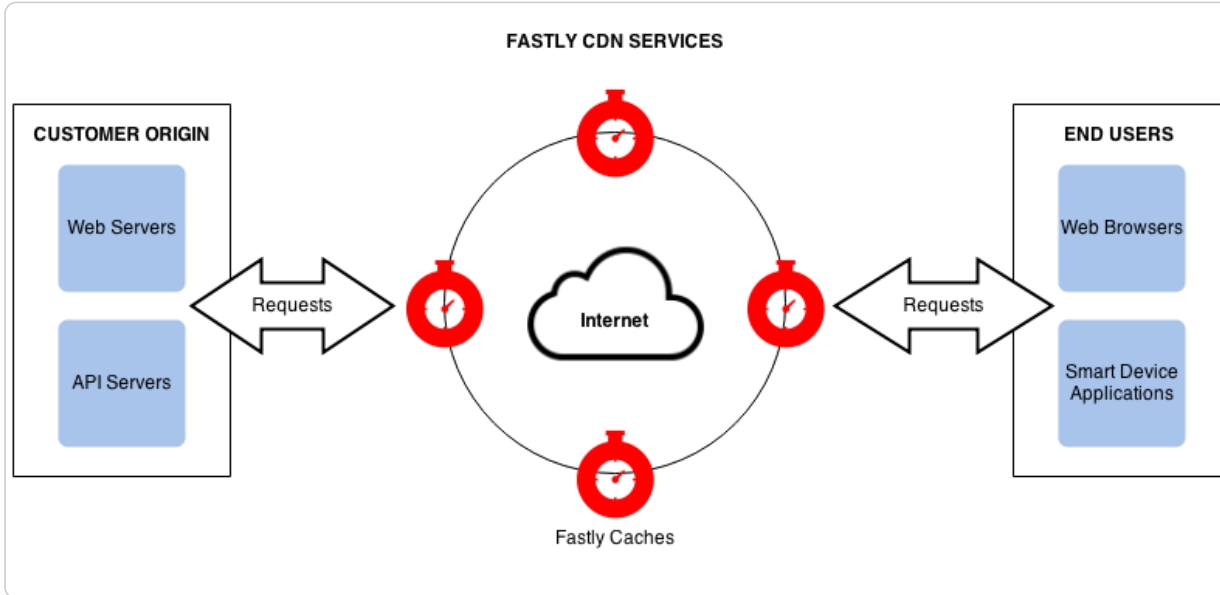 FASTLY CDN SERVICES
CUSTOMER ORIGIN
Web Servers
API Servers
Requests
Internet
Fastly Caches
Requests
END USERS
Web Browsers
Smart Device
Applications